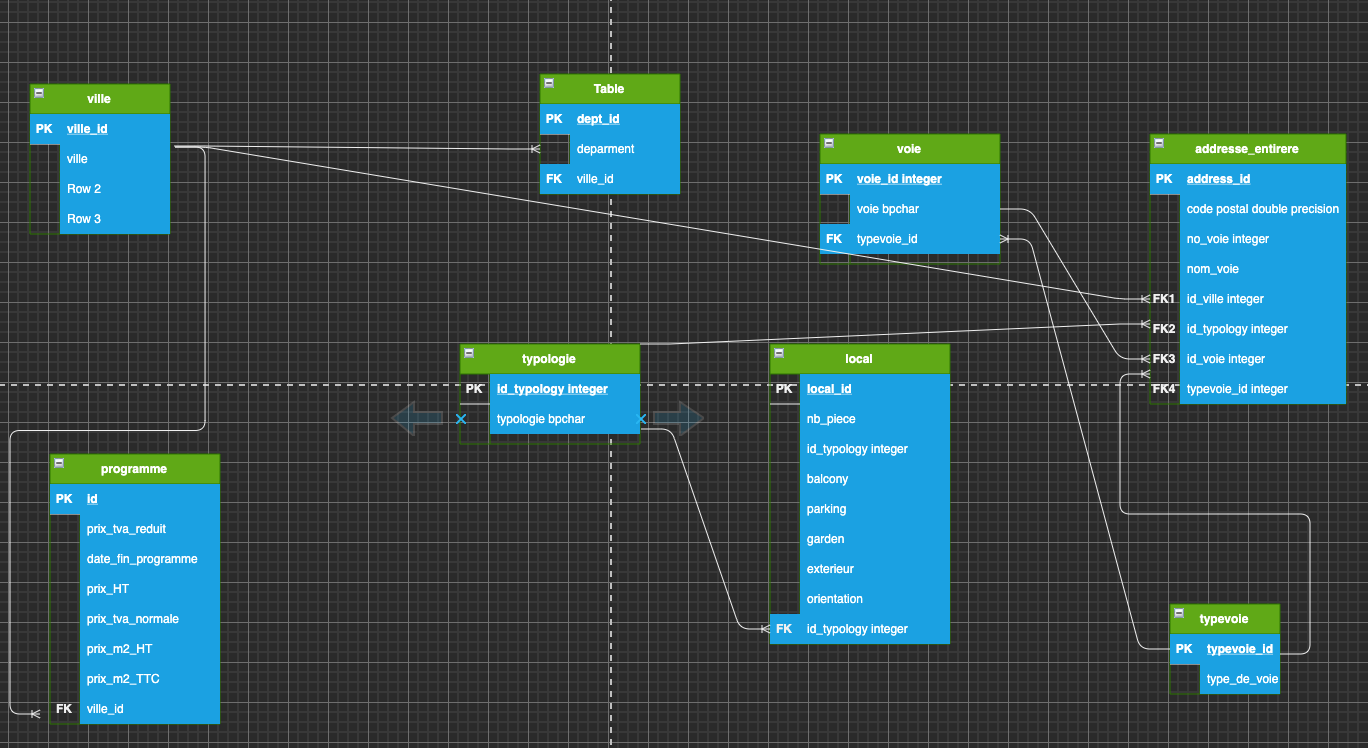 ville
PK ville_id
ville
Row 2
Row 3
Table
PK dept_id
deparment
FK ville_id
voie
PK voie_id integer
voie bpchar
FK typevoie_id
addresse_entirere
PK address_id
code postal double precision
no_voie integer
nom_voie
FK1 id_ville integer
FK2 id_typology integer
FK3 id_voie integer
FK4 typevoie_id integer
typologie
PK id_typology integer
typologie bpchar
local
PK local_id
nb_piece
id_typology integer
balcony
parking
garden
exterieur
orientation
FK id_typology integer
programme
PK id
prix_tva_reduit
date_fin_programme
prix_HT
prix_tva_normale
prix_m2_HT
prix_m2_TTC
FK ville_id
typevoie
PK typevoie_id
type_de_voie